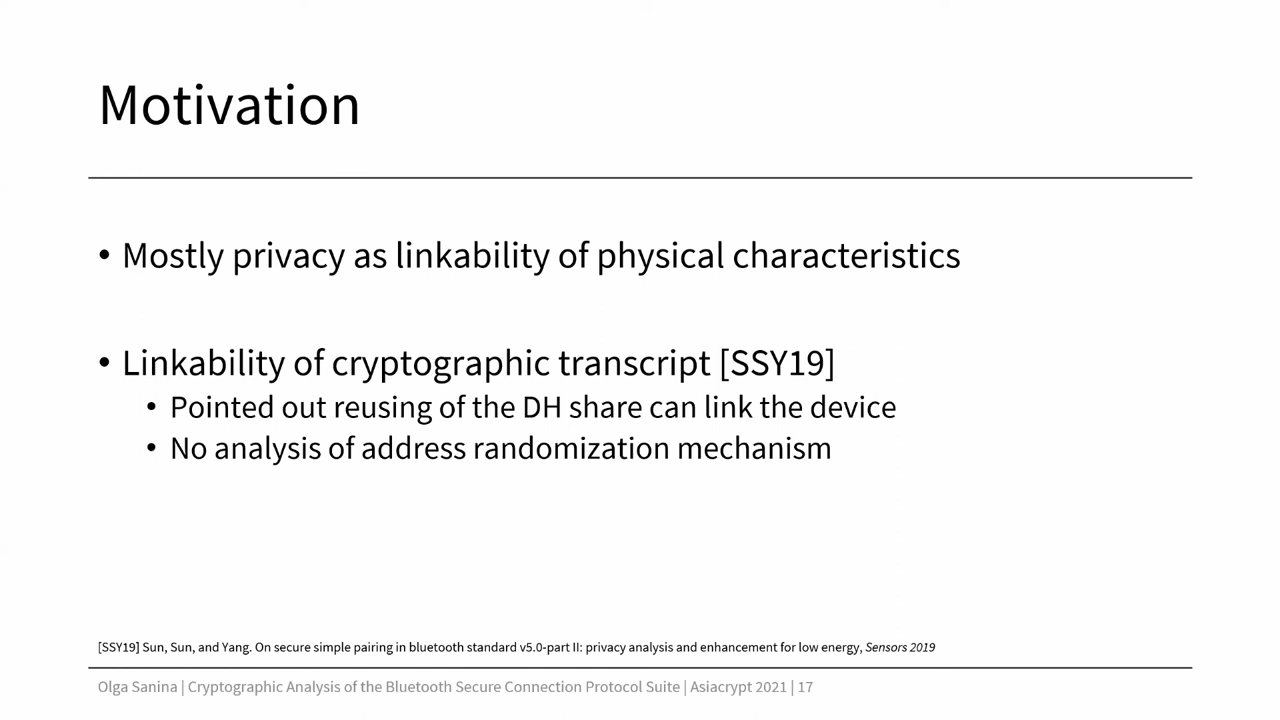 Motivation
• Mostly privacy as linkability of physical characteristics
• Linkability of cryptographic transcript [SSY19]
• Pointed out reusing of the DH share can link the device
• No analysis of address randomization mechanism
[SSY19] Sun, Sun, and Yang. On secure simple pairing in bluetooth standard v5.0-part II: privacy analysis and enhancement for low energy, Sensors 2019
Olga Sanina | Cryptographic Analysis of the Bluetooth Secure Connection Protocol Suite | Asiacrypt 2021 | 17